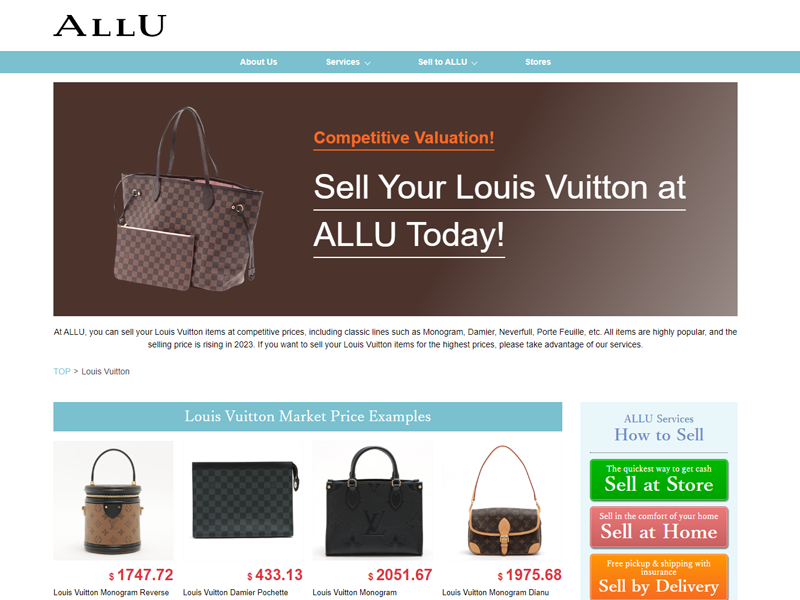 ALLU
About Us
Services
Sell to ALLU
Stores
Competitive Valuation!
Sell Your Louis Vuitton at
ALLU Today!
At ALLU, you can sell your Louis Vuitton items at competitive prices, including classic lines such as Monogram, Damier, Neverfull, Porte Feuille, etc. All items are highly popular, and the
selling price is rising in 2023. If you want to sell your Louis Vuitton items for the highest prices, please take advantage of our services.
TOP > Louis Vuitton
Louis Vuitton Market Price Examples
$ 1747.72
Louis Vuitton Monogram Reverse
$ 433.13
Louis Vuitton Damier Pochette
$ 2051.67
Louis Vuitton Monogram
$ 1975.68
Louis Vuitton Monogram Dianu
ALLU Services
How to Sell
The quickest way to get cash
Sell at Store
Sell in the comfort of your home
Sell at Home
Free pickup & shipping with
insurance
Sell by Delivery